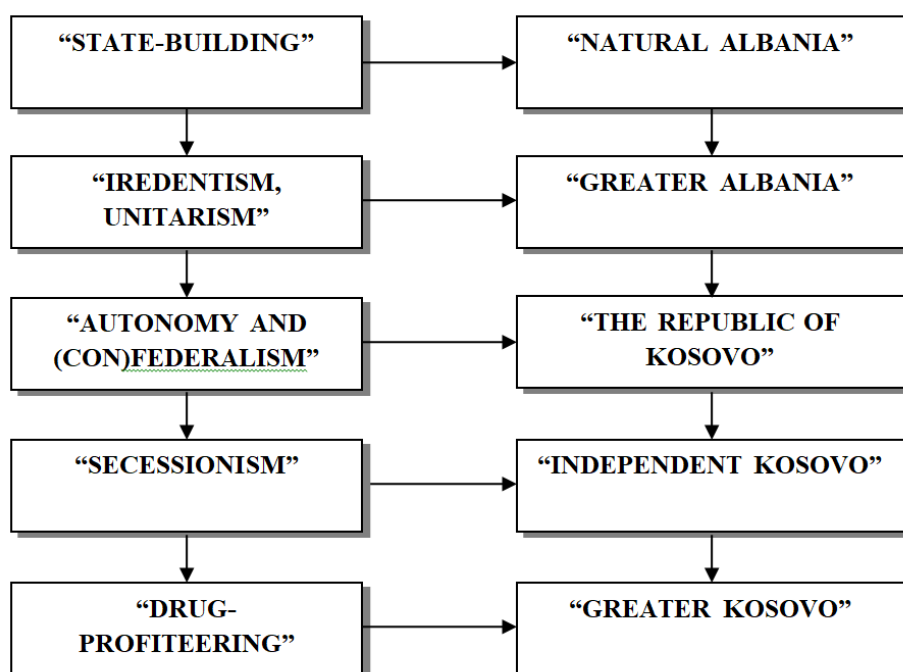 “STATE-BUILDING”
“NATURAL ALBANIA”
“IREDENTISM,
UNITARISM”
“GREATER ALBANIA”
“AUTONOMY AND
(CON)FEDERALISM”
“THE REPUBLIC OF
KOSOVO”
“SECESSIONISM”
“INDEPENDENT KOSOVO”
“DRUG-
PROFITEERING”
“GREATER KOSOVO”